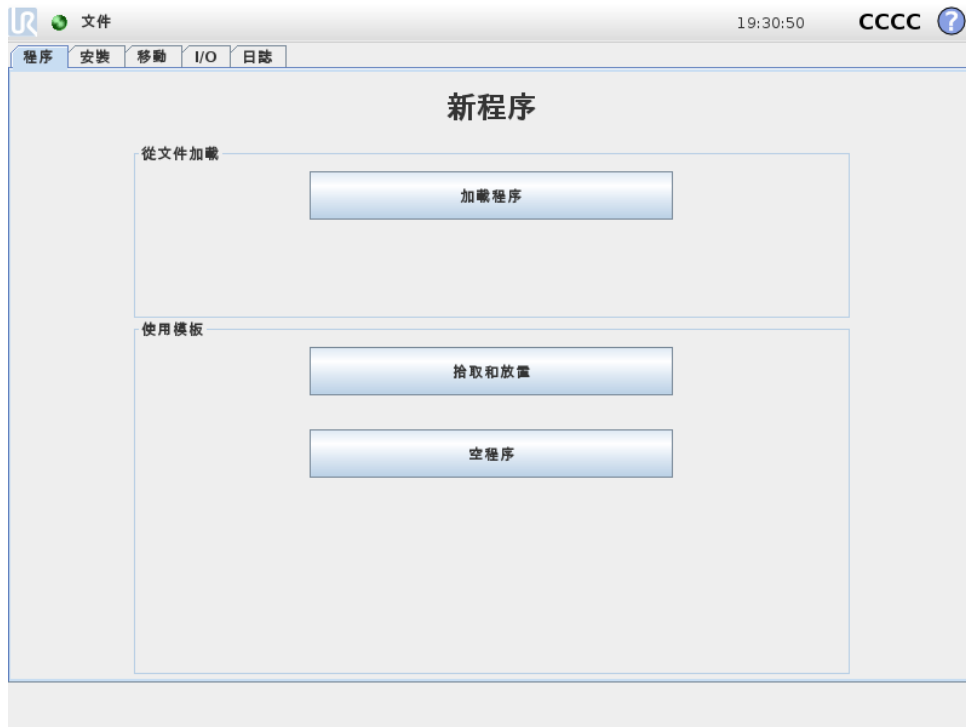 UR 文件 19:30:50 CCCC ?
程序 安裝 移動 I/O 日誌
新程序
從文件加載
加載程序
使用模板
拾取和放置
空程序